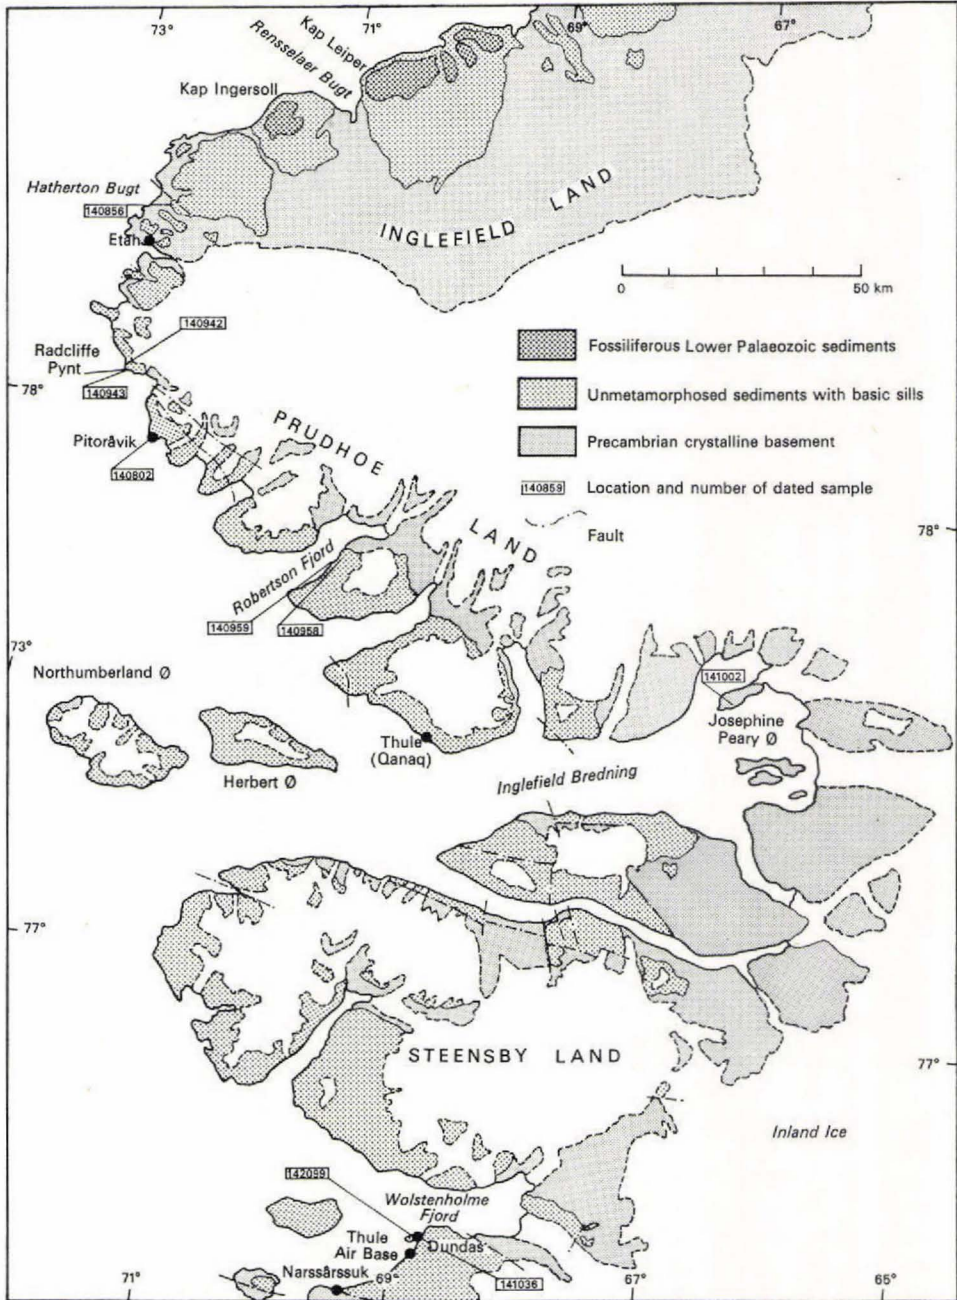 73°
71°
69°
67°
Kap Leiper
Rensselaer Bugt
Kap Ingersoll
Hatherton Bugt
140856
Etah
INGLEFIELD LAND
0 50 km
140942
Radcliffe
Pynt
140943
78°
Fossiliferous Lower Palaeozoic sediments
Unmetamorphosed sediments with basic sills
Precambrian crystalline basement
140859 Location and number of dated sample
Fault
Pitoråvik
140802
PRUDHOE LAND
78°
Robertson Fjord
140959
140958
73°
Northumberland Ø
Herbert Ø
Thule
(Qanaq)
141002
Josephine
Peary Ø
Inglefield Bredning
77°
STEENSBY LAND
77°
Inland Ice
142099
Wolstenholme
Fjord
Thule
Air Base
Dundas
Narssârssuk
141036
71°
69°
67°
65°